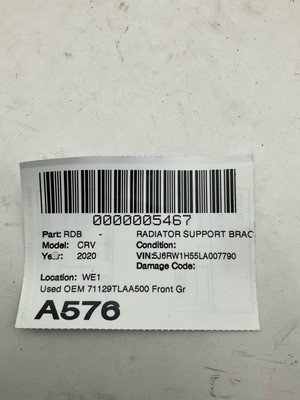 0000005467
Part: RDB - RADIATOR SUPPORT BRAC
Model: CRV Condition:
Year: 2020 VIN:5J6RW1H55LA007790
Damage Code:
Location: WE1
Used OEM 71129TLAA500 Front Gr
A576